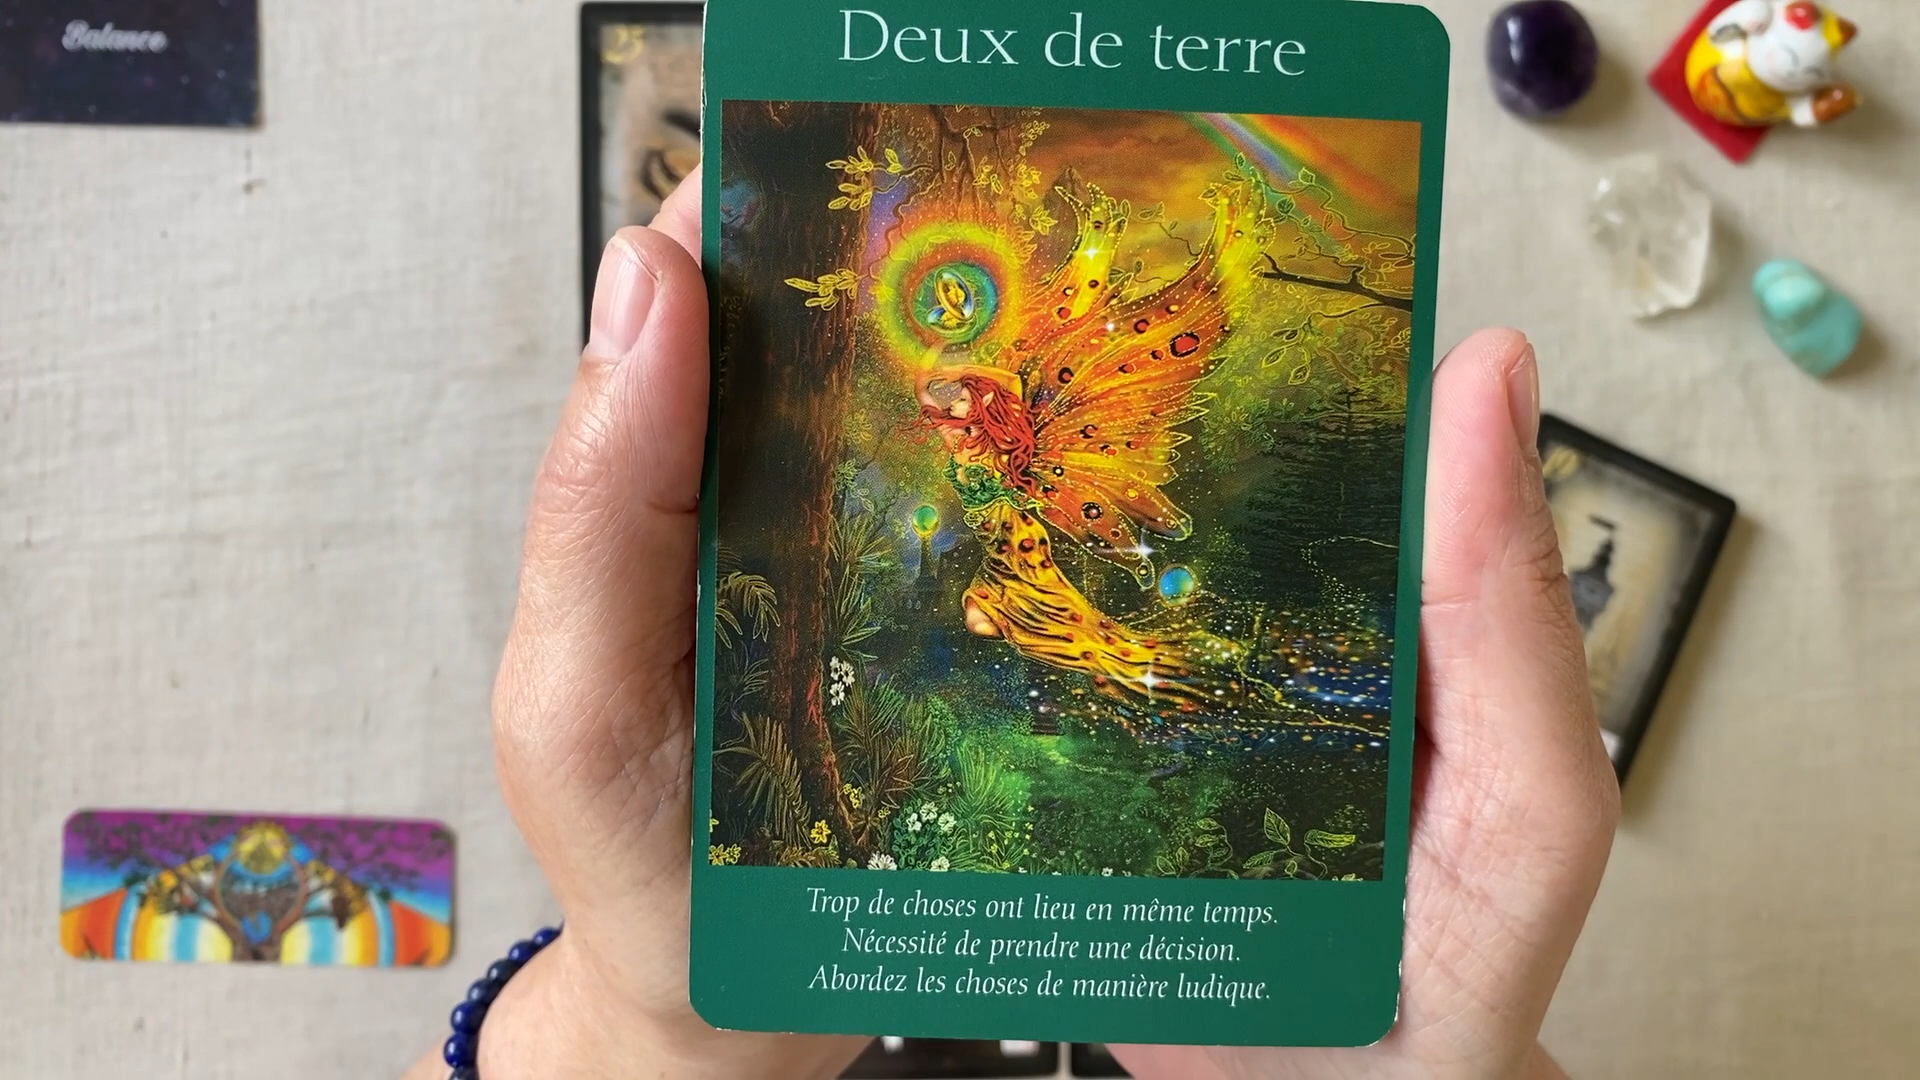 Balance
25
Deux de terre
Trop de choses ont lieu en même temps.
Nécessité de prendre une décision.
Abordez les choses de manière ludique.